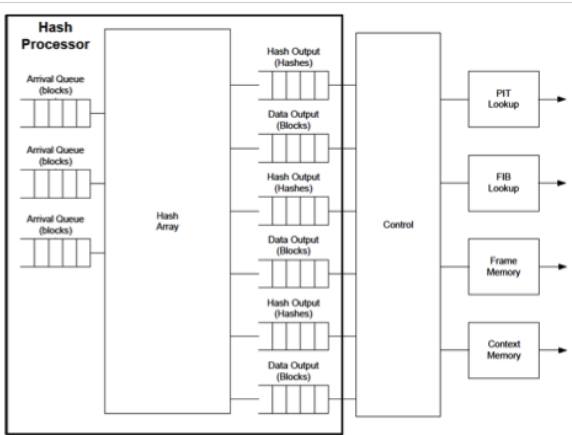 Hash
Processor
Arrival Queue
(blocks)
Arrival Queue
(blocks)
Arrival Queue
(blocks)
Hash
Array
Hash Output
(Hashes)
Data Output
(Blocks)
Hash Output
(Hashes)
Data Output
(Blocks)
Hash Output
(Hashes)
Data Output
(Blocks)
Control
PIT
Lookup
FIB
Lookup
Frame
Memory
Context
Memory